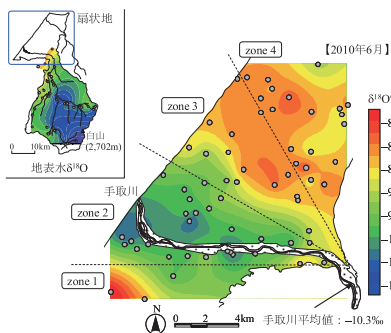 扇状地
zone 4
【2010年6月】
zone 3
δ¹⁸O
白山
(2,702m)
0 10km
地表水δ¹⁸O
手取川
zone 2
zone 1
N
0 2 4km
手取川平均値：–10.3‰